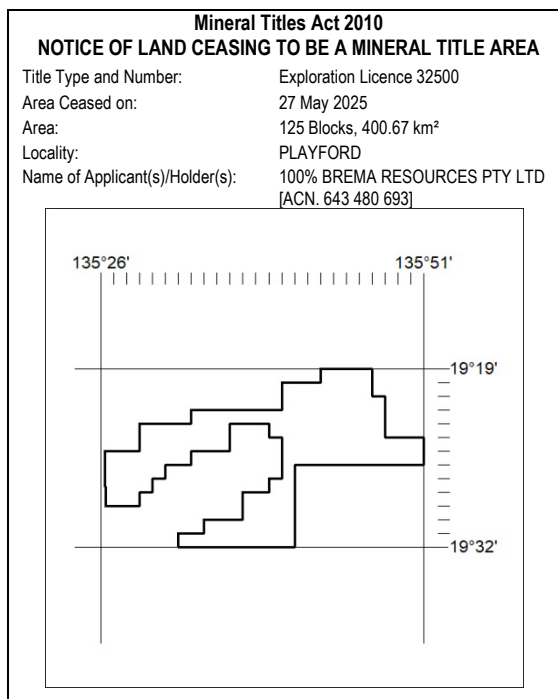 Mineral Titles Act 2010
NOTICE OF LAND CEASING TO BE A MINERAL TITLE AREA
Title Type and Number: Exploration Licence 32500
Area Ceased on: 27 May 2025
Area: 125 Blocks, 400.67 km²
Locality: PLAYFORD
Name of Applicant(s)/Holder(s): 100% BREMA RESOURCES PTY LTD
[ACN. 643 480 693]
135°26' 135°51'
19°19'
19°32'